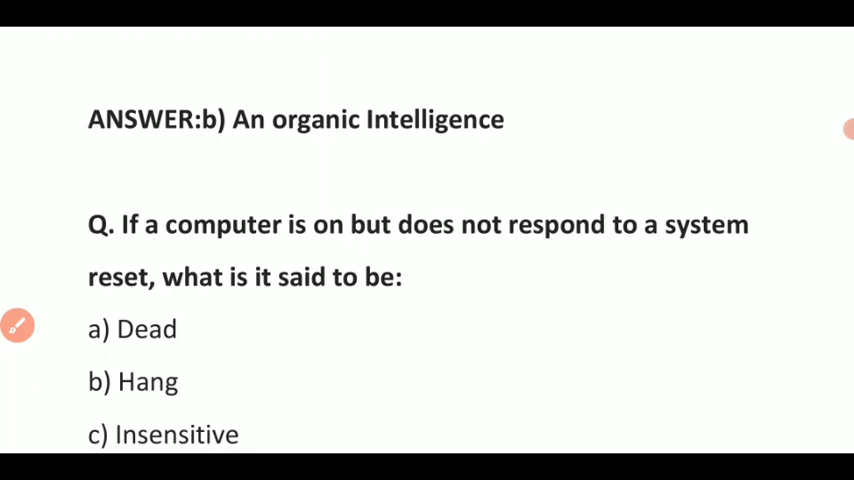 ANSWER:b) An organic Intelligence
Q. If a computer is on but does not respond to a system
reset, what is it said to be:
a) Dead
b) Hang
c) Insensitive